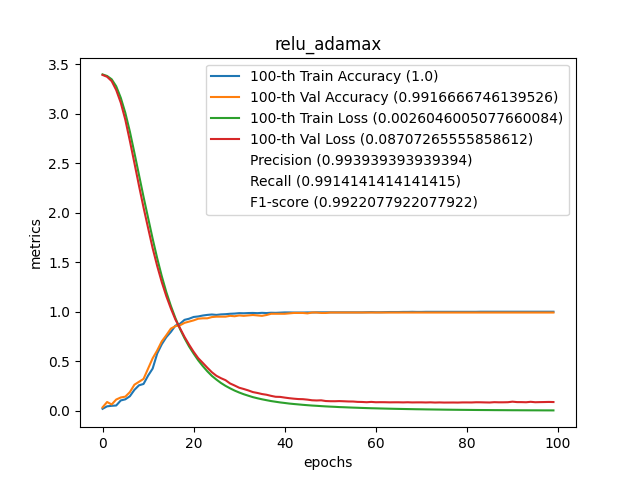 relu_adamax
100-th Train Accuracy (1.0)
100-th Val Accuracy (0.9916666746139526)
100-th Train Loss (0.0026046005077660084)
100-th Val Loss (0.08707265555858612)
Precision (0.993939393939394)
Recall (0.9914141414141415)
F1-score (0.9922077922077922)
3.5
3.0
2.5
2.0
1.5
1.0
0.5
0.0
metrics
0 20 40 60 80 100
epochs